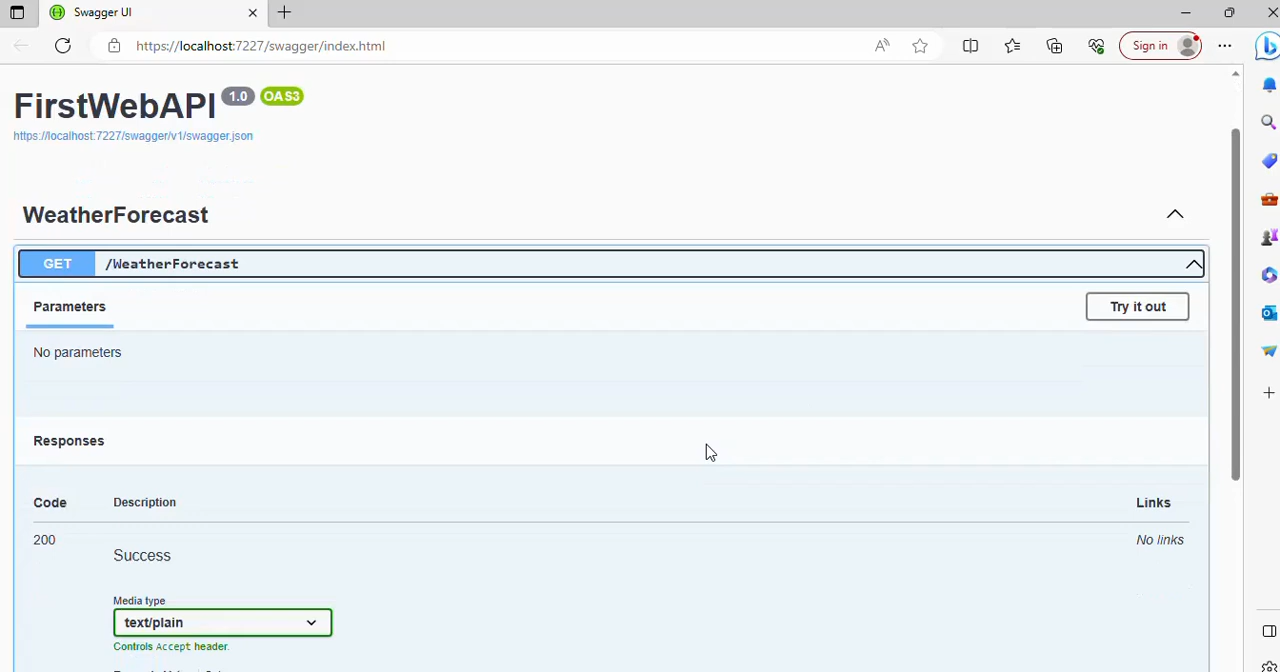 Swagger UI
https://localhost:7227/swagger/index.html
Sign in
FirstWebAPI 1.0 OAS3
https://localhost:7227/swagger/v1/swagger.json
WeatherForecast
GET /WeatherForecast
Parameters
Try it out
No parameters
Responses
Code Description Links
200 Success No links
Media type
text/plain
Controls Accept header.